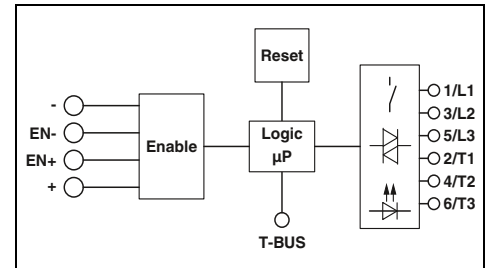 Reset
-
EN-
EN+
+
Enable
Logic
µP
T-BUS
1/L1
3/L2
5/L3
2/T1
4/T2
6/T3